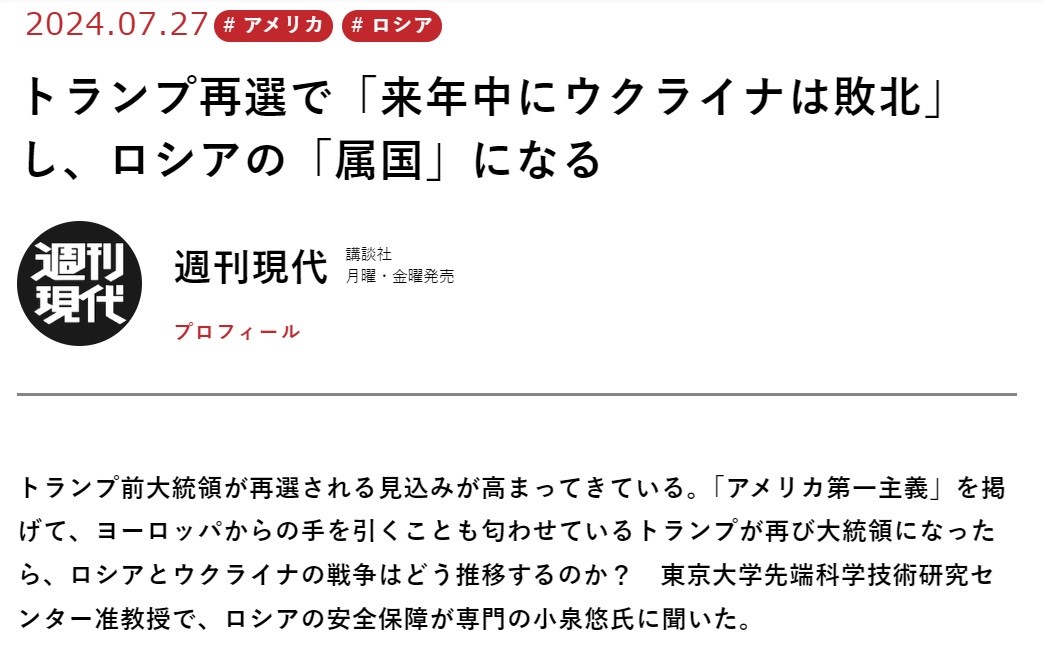 2024.07.27 # アメリカ # ロシア
トランプ再選で「来年中にウクライナは敗北」
し、ロシアの「属国」になる
週刊
現代
週刊現代
講談社
月曜・金曜発売
プロフィール
トランプ前大統領が再選される見込みが高まってきている。「アメリカ第一主義」を掲
げて、ヨーロッパからの手を引くことも匂わせているトランプが再び大統領になった
ら、ロシアとウクライナの戦争はどう推移するのか？　東京大学先端科学技術研究セ
ンター准教授で、ロシアの安全保障が専門の小泉悠氏に聞いた。